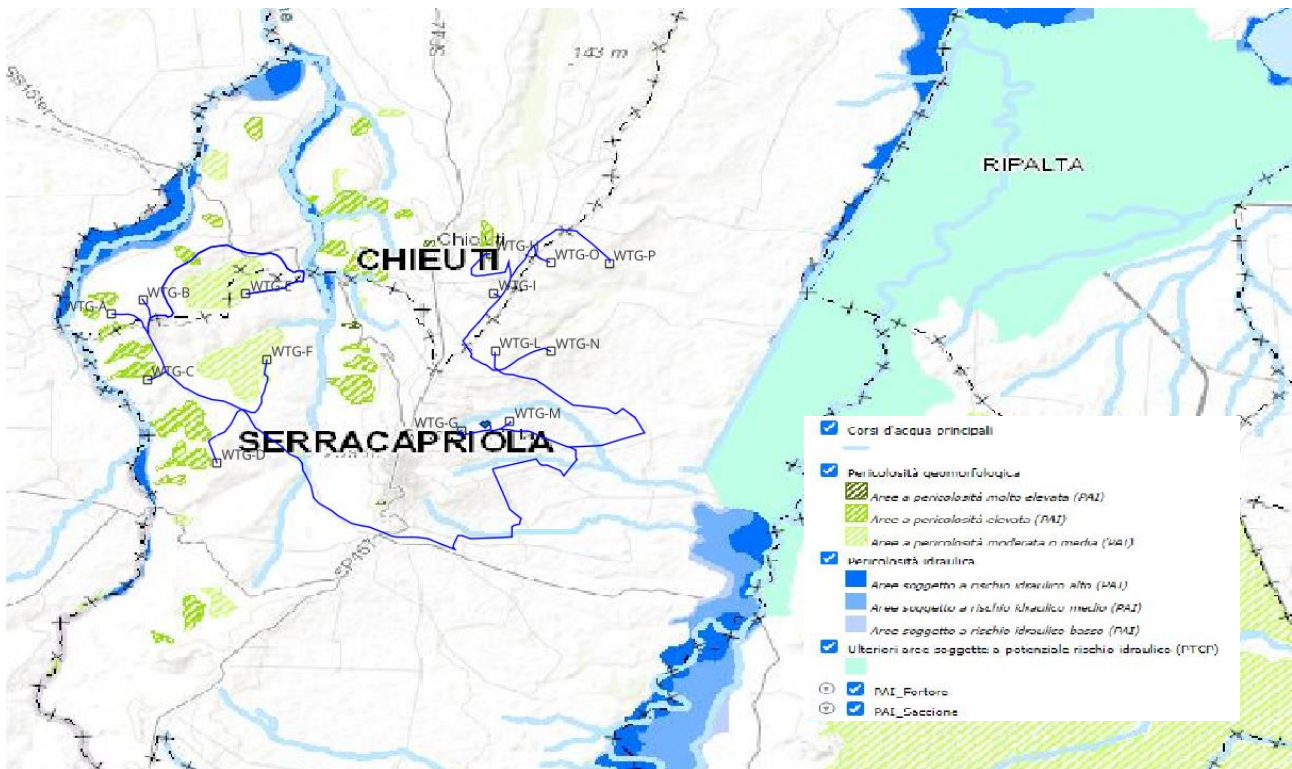 143 m
SS16ter
SP44
RIPALTA
Chieuti
CHIEUTI
WTG-H
WTG-O
WTG-P
WTG-E
WTG-I
WTG-B
WTG-A
WTG-L
WTG-N
WTG-F
WTG-C
WTG-M
WTG-G
SERRACAPRIOLA
WTG-D
SP461
Corsi d'acqua principali
Pericolosità geomorfologica
Aree a pericolosità molto elevata (PAI)
Aree a pericolosità elevata (PAI)
Aree a pericolosità moderata o media (PAI)
Pericolosità idraulica
Aree soggette a rischio idraulico alto (PAI)
Aree soggette a rischio idraulico medio (PAI)
Aree soggette a rischio idraulico basso (PAI)
Ulteriori aree soggette a potenziale rischio idraulico (PTCP)
PAI_Fortore
PAI_Saccione